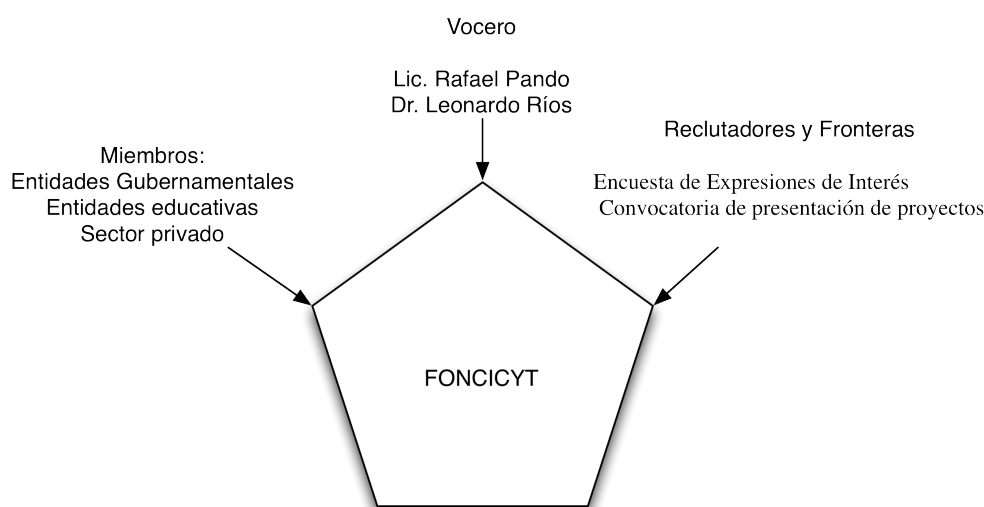 Vocero
Lic. Rafael Pando
Dr. Leonardo Ríos
Reclutadores y Fronteras
Encuesta de Expresiones de Interés
Convocatoria de presentación de proyectos
Miembros:
Entidades Gubernamentales
Entidades educativas
Sector privado
FONCICYT